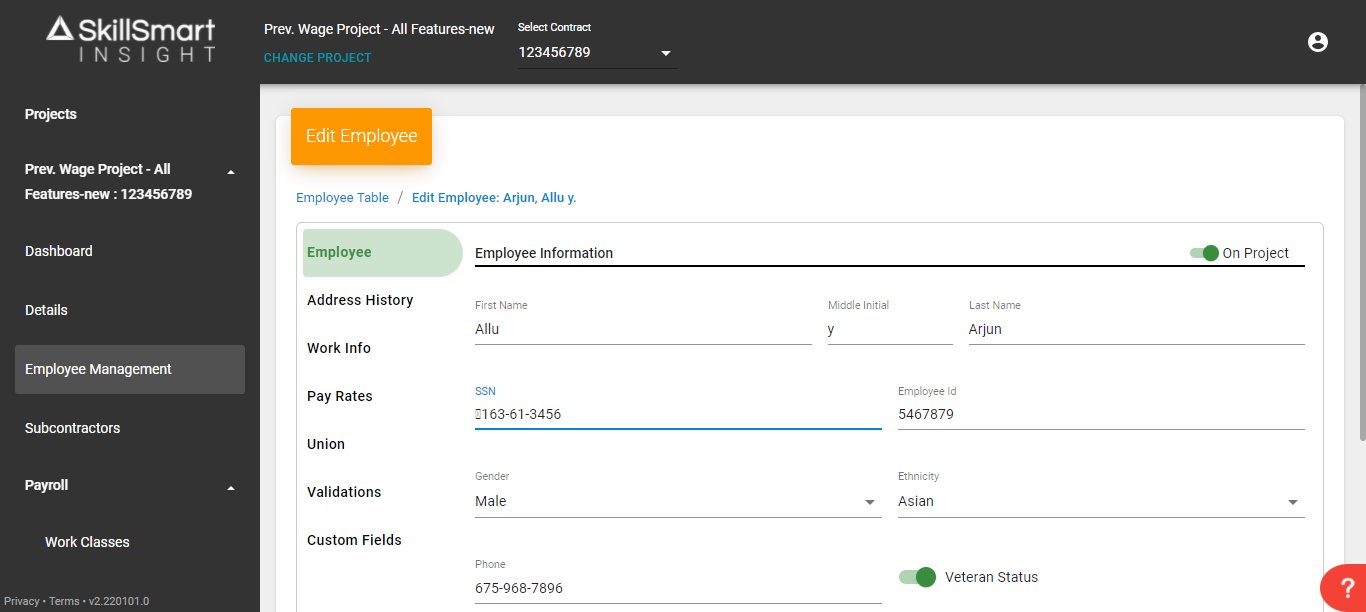 SkillSmart
INSIGHT
Prev. Wage Project - All Features-new
CHANGE PROJECT
Select Contract
123456789
Projects
Prev. Wage Project - All
Features-new : 123456789
Dashboard
Details
Employee Management
Subcontractors
Payroll
Work Classes
Privacy • Terms • v2.220101.0
Edit Employee
Employee Table / Edit Employee: Arjun, Allu y.
Employee
Address History
Work Info
Pay Rates
Union
Validations
Custom Fields
Employee Information
On Project
First Name
Allu
Middle Initial
y
Last Name
Arjun
SSN
163-61-3456
Employee Id
5467879
Gender
Male
Ethnicity
Asian
Phone
675-968-7896
Veteran Status
?